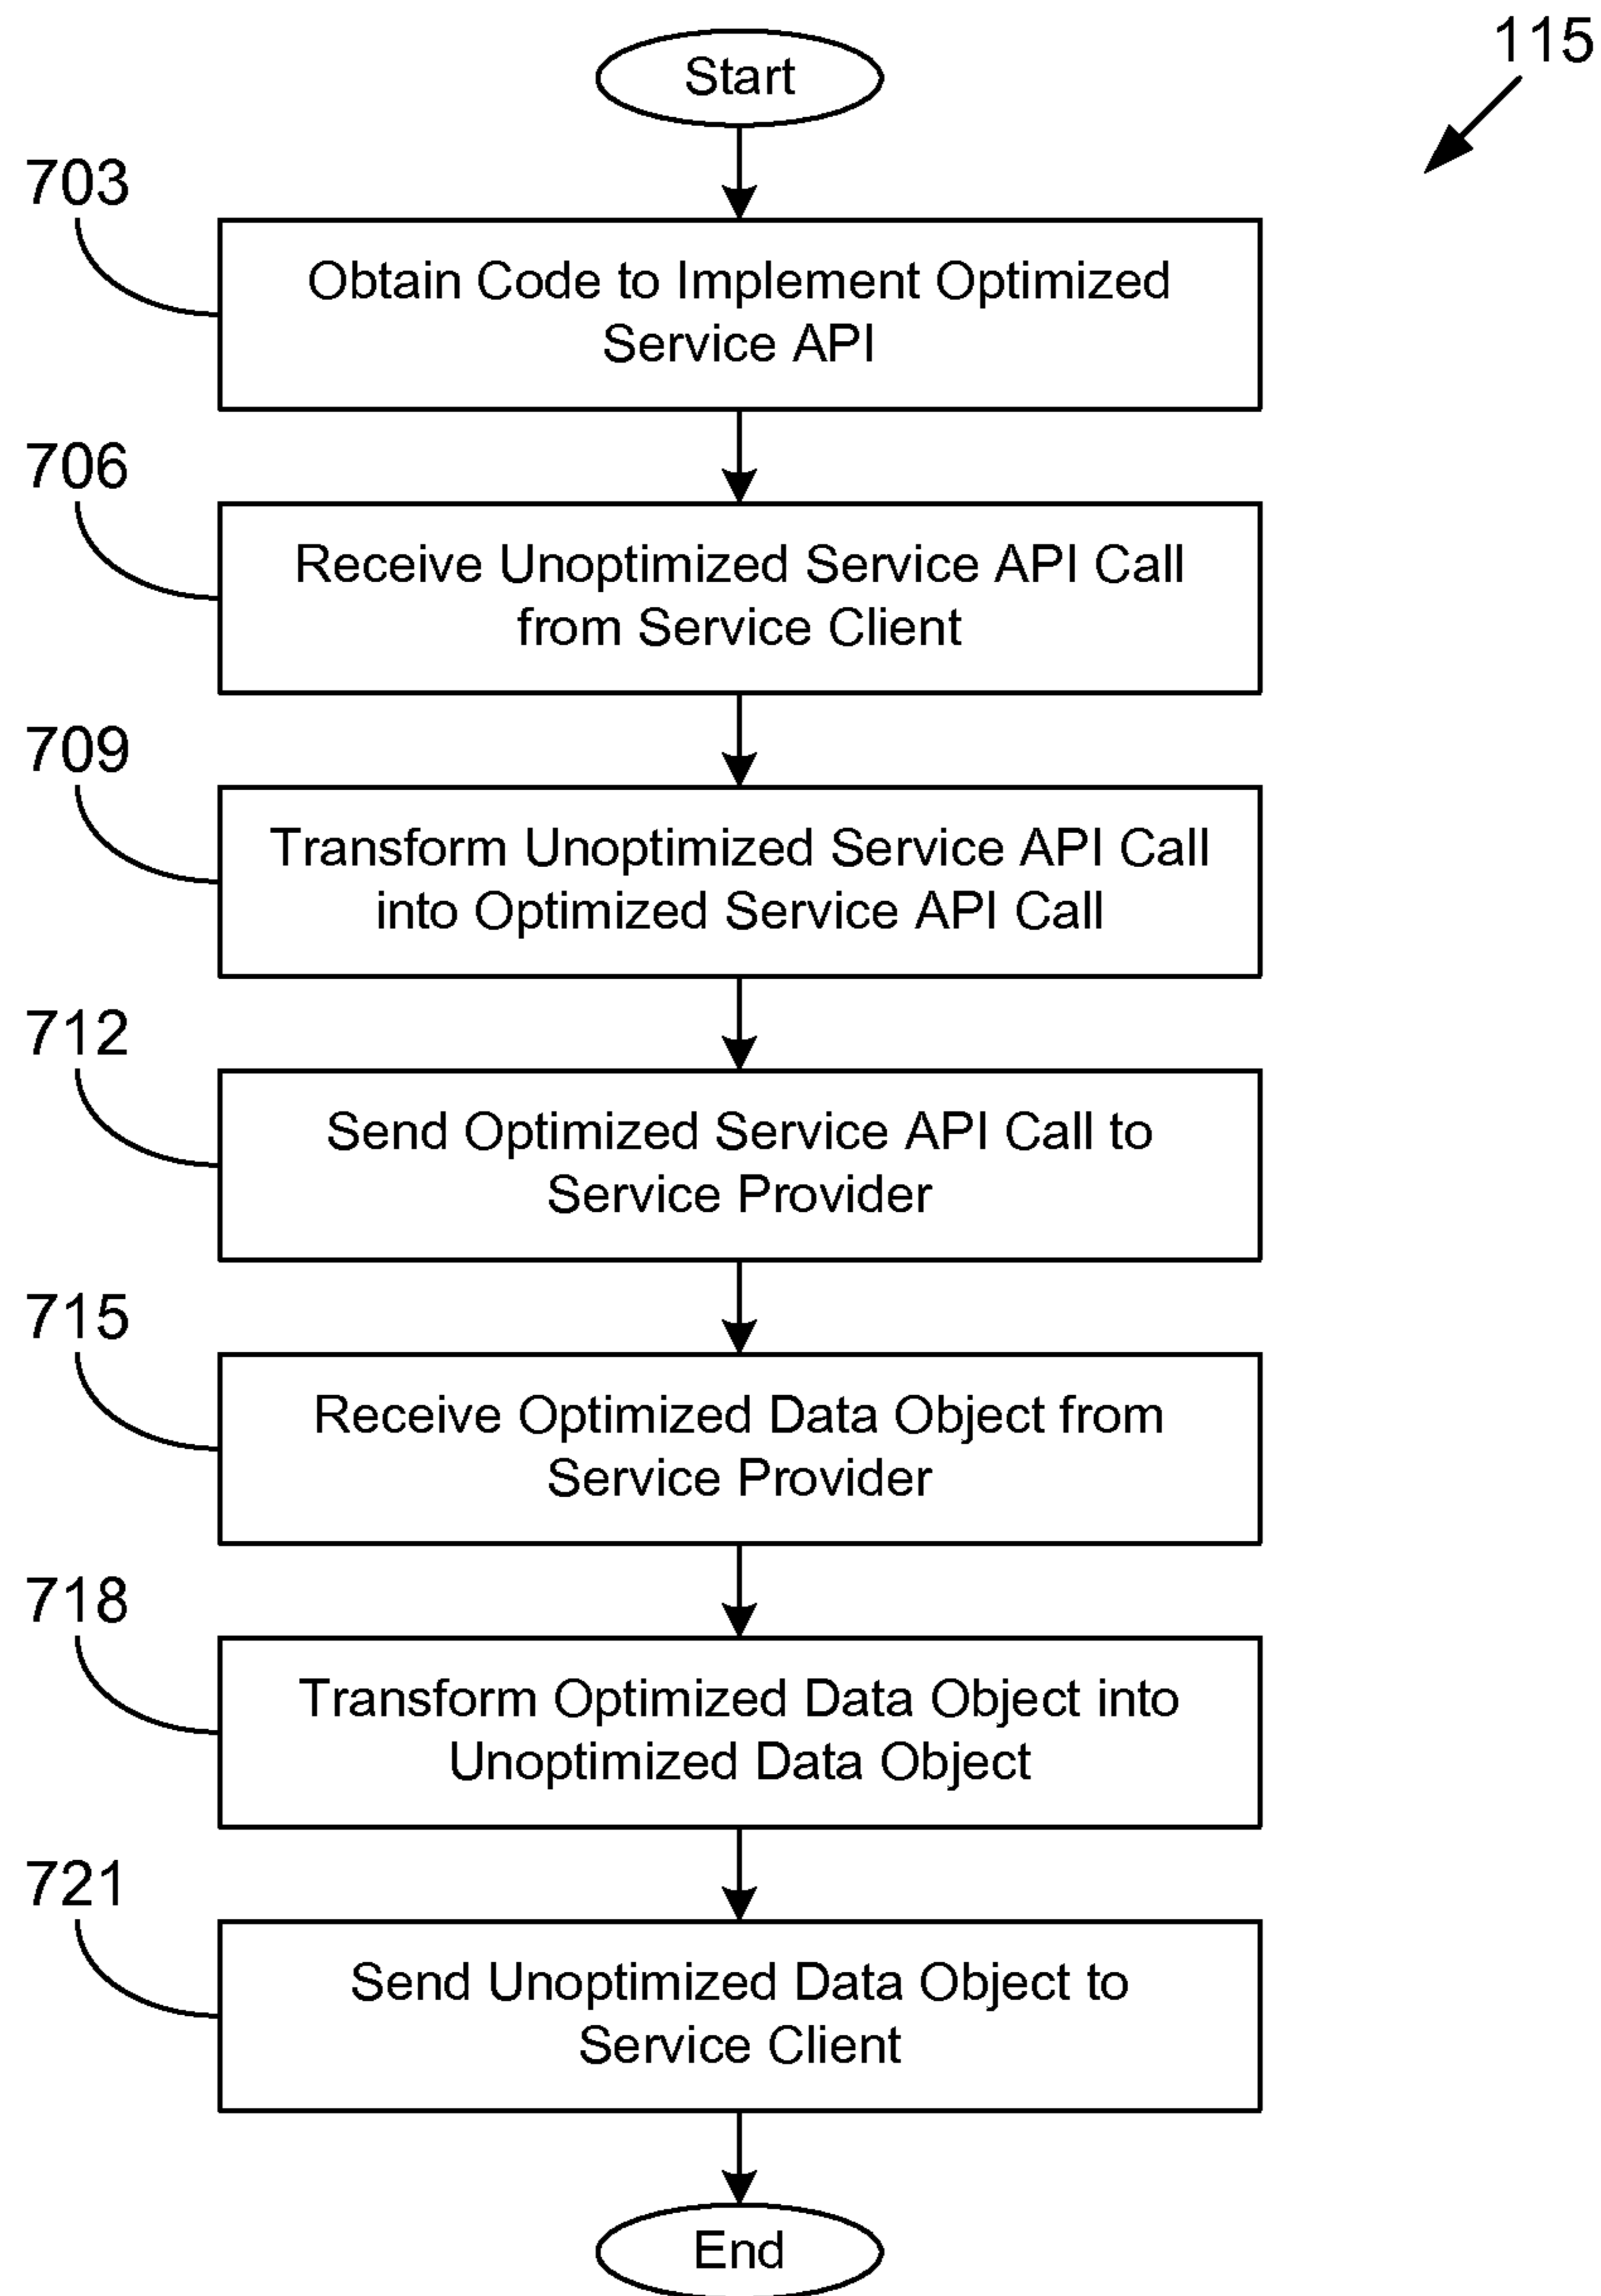 115
Start
703
Obtain Code to Implement Optimized
Service API
706
Receive Unoptimized Service API Call
from Service Client
709
Transform Unoptimized Service API Call
into Optimized Service API Call
712
Send Optimized Service API Call to
Service Provider
715
Receive Optimized Data Object from
Service Provider
718
Transform Optimized Data Object into
Unoptimized Data Object
721
Send Unoptimized Data Object to
Service Client
End